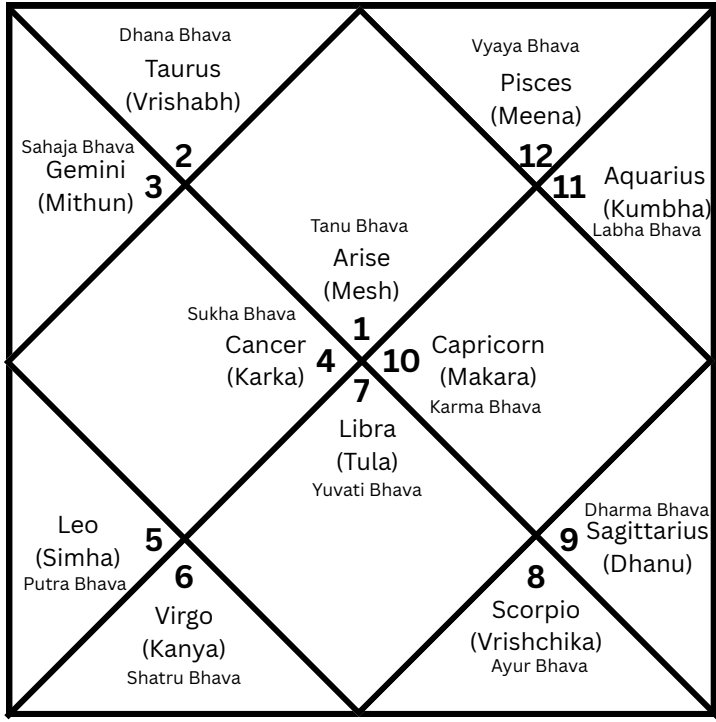 Dhana Bhava
Taurus
(Vrishabh)
2
Vyaya Bhava
Pisces
(Meena)
12
Sahaja Bhava
Gemini
(Mithun)
3
11
Aquarius
(Kumbha)
Labha Bhava
Tanu Bhava
Arise
(Mesh)
1
Sukha Bhava
Cancer
(Karka)
4
10
Capricorn
(Makara)
Karma Bhava
7
Libra
(Tula)
Yuvati Bhava
Leo
(Simha)
Putra Bhava
5
6
Virgo
(Kanya)
Shatru Bhava
Dharma Bhava
Sagittarius
(Dhanu)
9
8
Scorpio
(Vrishchika)
Ayur Bhava